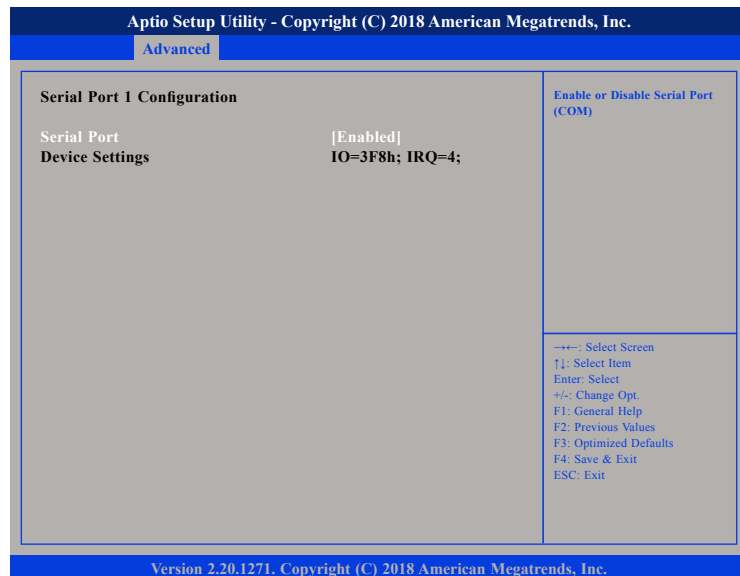 Aptio Setup Utility - Copyright (C) 2018 American Megatrends, Inc.
Advanced
Serial Port 1 Configuration
Serial Port [Enabled]
Device Settings IO=3F8h; IRQ=4;
Enable or Disable Serial Port
(COM)
→←: Select Screen
↑↓: Select Item
Enter: Select
+/-: Change Opt.
F1: General Help
F2: Previous Values
F3: Optimized Defaults
F4: Save & Exit
ESC: Exit
Version 2.20.1271. Copyright (C) 2018 American Megatrends, Inc.